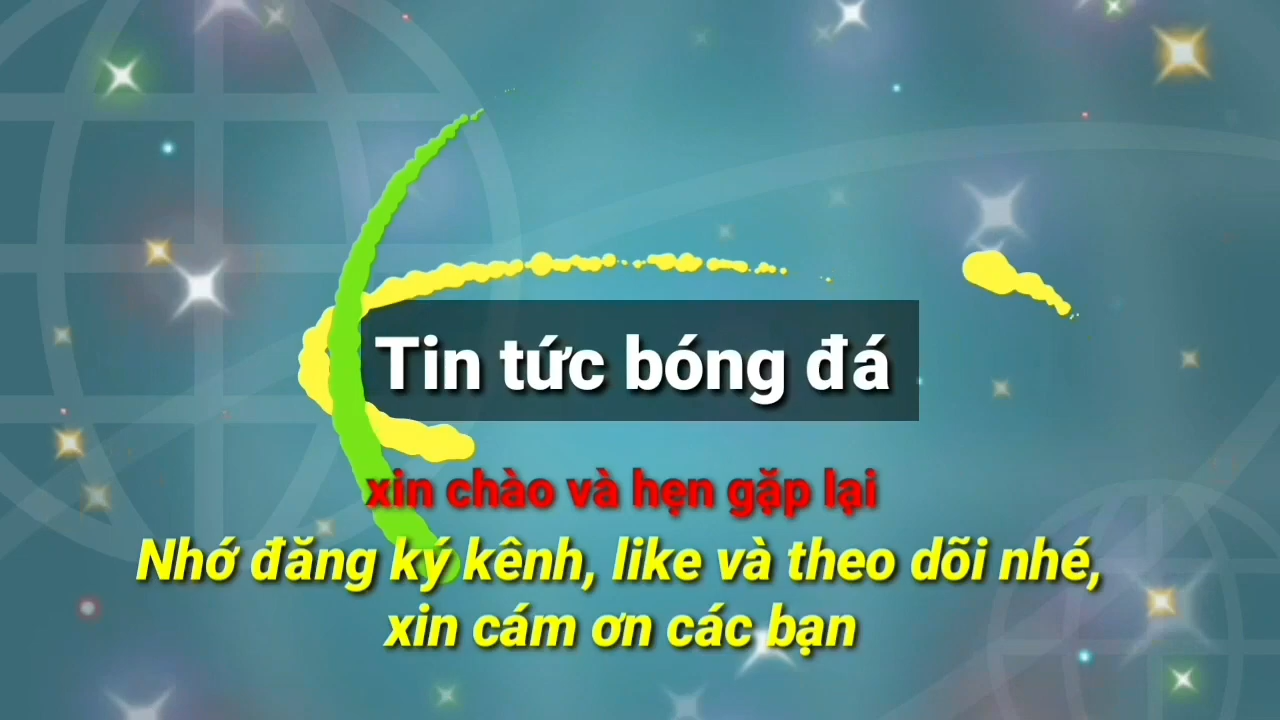 Tin tức bóng đá
xin chào và hẹn gặp lại
Nhớ đăng ký kênh, like và theo dõi nhé,
xin cám ơn các bạn